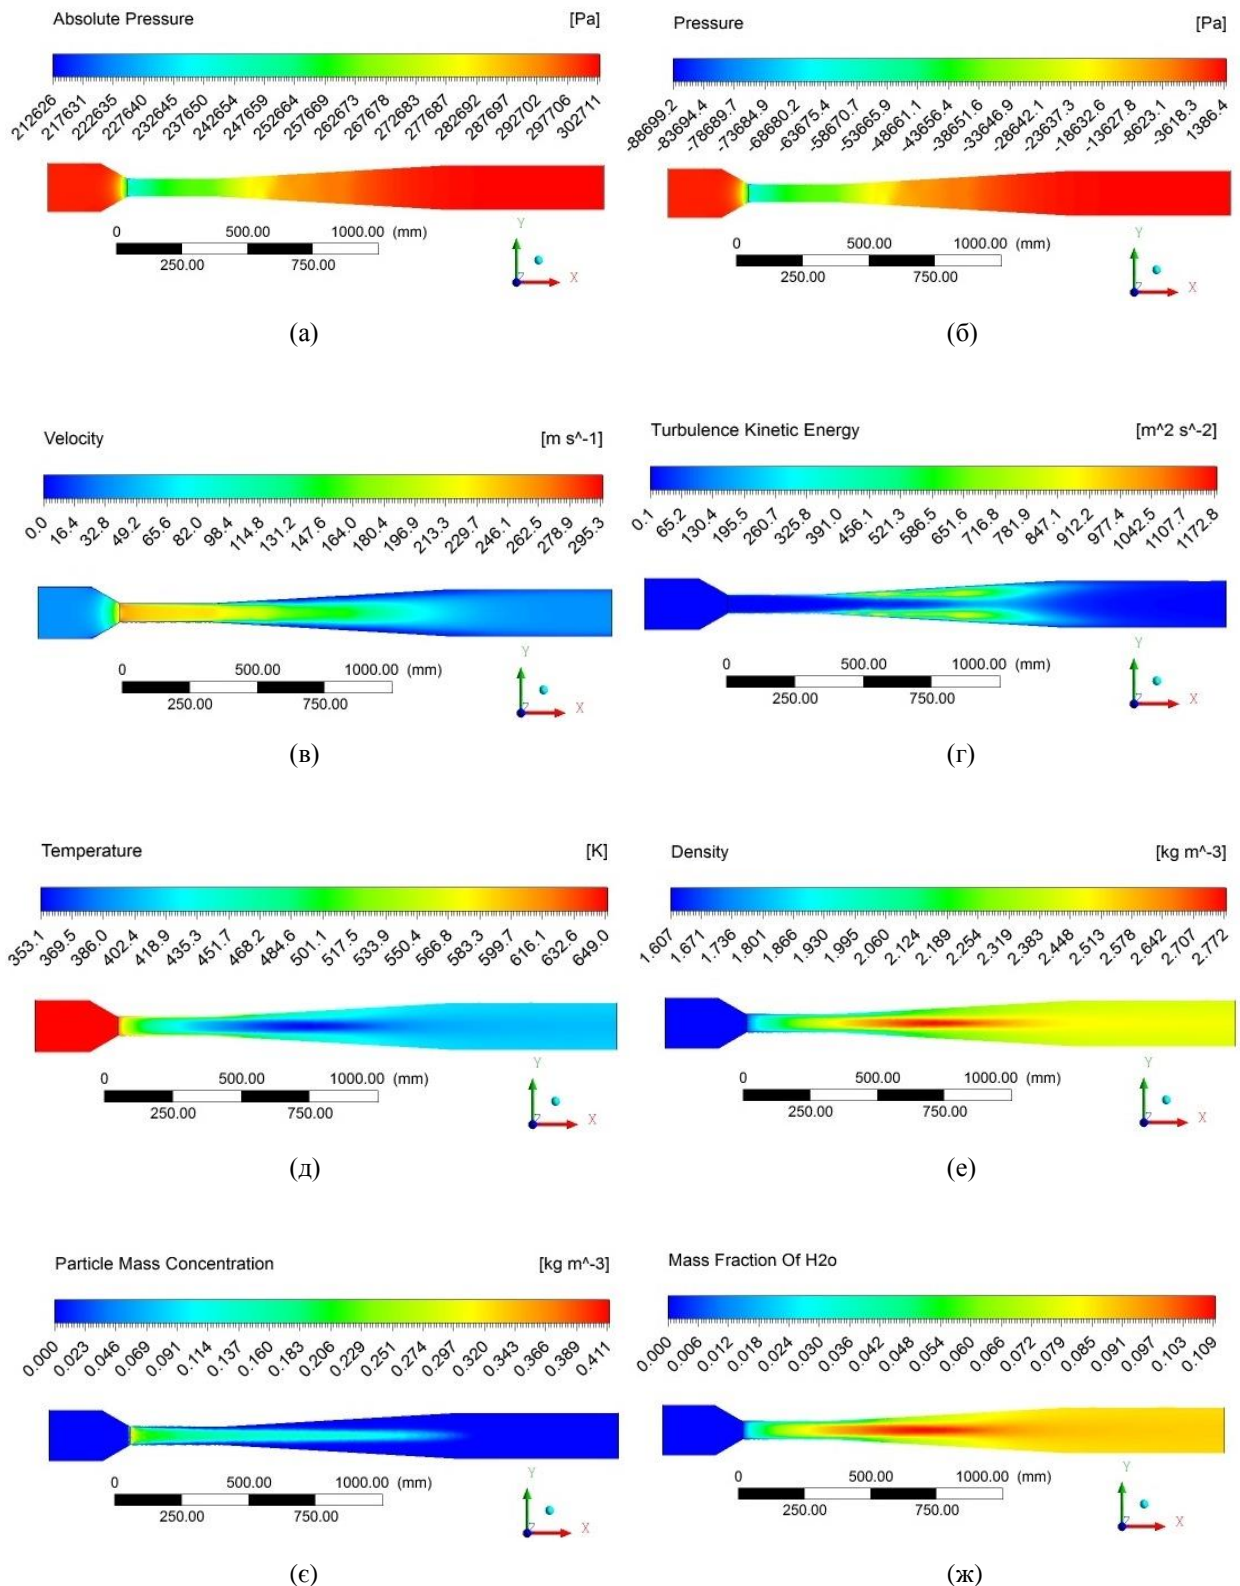 Absolute Pressure [Pa]
212626 217631 222635 227640 232645 237650 242654 247659 252664 257669 262673 267678 272683 277687 282692 287697 292702 297706 302711
0 500.00 1000.00 (mm)
250.00 750.00
Y
Z X
(а)
Pressure [Pa]
-88699.2 -83694.4 -78689.7 -73684.9 -68680.2 -63675.4 -58670.7 -53665.9 -48661.1 -43656.4 -38651.6 -33646.9 -28642.1 -23637.3 -18632.6 -13627.8 -8623.1 -3618.3 1386.4
0 500.00 1000.00 (mm)
250.00 750.00
Y
Z X
(б)
Velocity [m s^-1]
0.0 16.4 32.8 49.2 65.6 82.0 98.4 114.8 131.2 147.6 164.0 180.4 196.9 213.3 229.7 246.1 262.5 278.9 295.3
0 500.00 1000.00 (mm)
250.00 750.00
Y
Z X
(в)
Turbulence Kinetic Energy [m^2 s^-2]
0.1 65.2 130.4 195.5 260.7 325.8 391.0 456.1 521.3 586.5 651.6 716.8 781.9 847.1 912.2 977.4 1042.5 1107.7 1172.8
0 500.00 1000.00 (mm)
250.00 750.00
Y
Z X
(г)
Temperature [K]
353.1 369.5 386.0 402.4 418.9 435.3 451.7 468.2 484.6 501.1 517.5 533.9 550.4 566.8 583.3 599.7 616.1 632.6 649.0
0 500.00 1000.00 (mm)
250.00 750.00
Y
Z X
(д)
Density [kg m^-3]
1.607 1.671 1.736 1.801 1.866 1.930 1.995 2.060 2.124 2.189 2.254 2.319 2.383 2.448 2.513 2.578 2.642 2.707 2.772
0 500.00 1000.00 (mm)
250.00 750.00
Y
Z X
(е)
Particle Mass Concentration [kg m^-3]
0.000 0.023 0.046 0.069 0.091 0.114 0.137 0.160 0.183 0.206 0.229 0.251 0.274 0.297 0.320 0.343 0.366 0.389 0.411
0 500.00 1000.00 (mm)
250.00 750.00
Y
Z X
(є)
Mass Fraction Of H2o
0.000 0.006 0.012 0.018 0.024 0.030 0.036 0.042 0.048 0.054 0.060 0.066 0.072 0.079 0.085 0.091 0.097 0.103 0.109
0 500.00 1000.00 (mm)
250.00 750.00
Y
Z X
(ж)